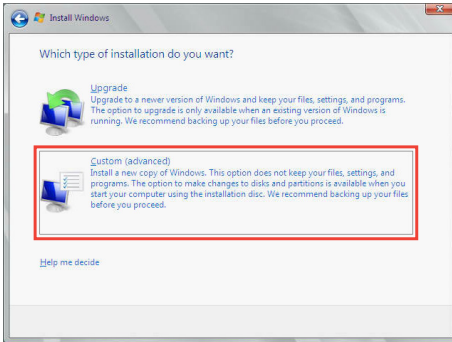 Install Windows
Which type of installation do you want?
Upgrade
Upgrade to a newer version of Windows and keep your files, settings, and programs.
The option to upgrade is only available when an existing version of Windows is
running. We recommend backing up your files before you proceed.
Custom (advanced)
Install a new copy of Windows. This option does not keep your files, settings, and
programs. The option to make changes to disks and partitions is available when you
start your computer using the installation disc. We recommend backing up your files
before you proceed.
Help me decide